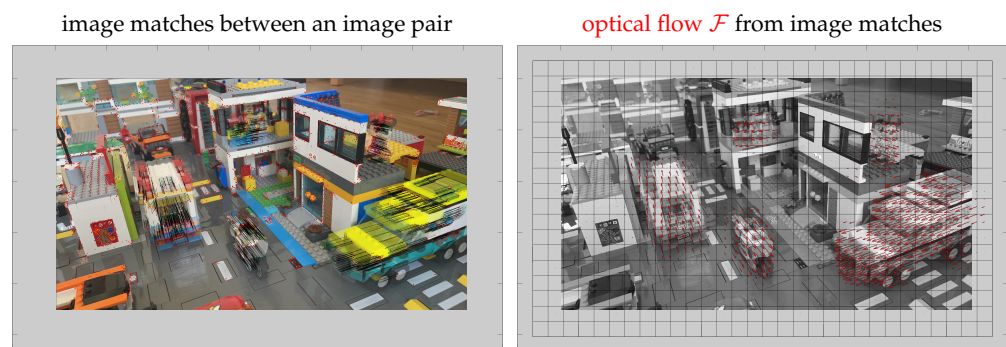 image matches between an image pair
optical flow ℱ from image matches